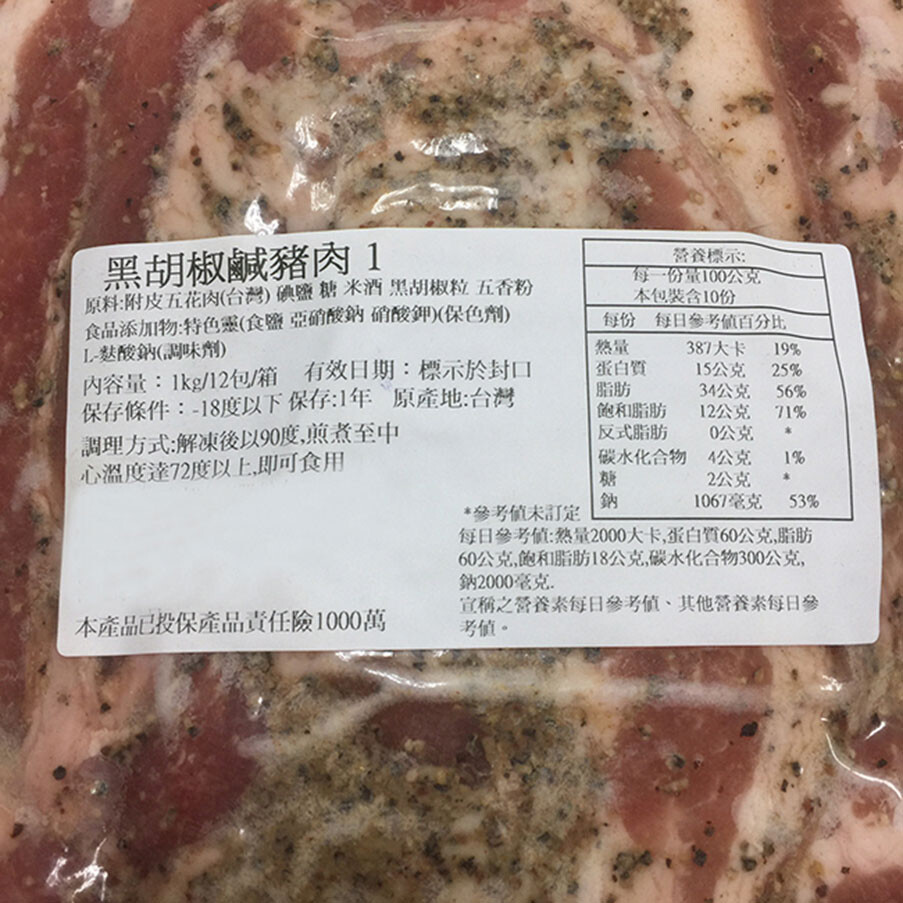 黑胡椒鹹豬肉 1
原料:附皮五花肉(台灣) 碘鹽 糖 米酒 黑胡椒粒 五香粉
食品添加物:特色靈(食鹽 亞硝酸鈉 硝酸鉀)(保色劑)
L-麩酸鈉(調味劑)
內容量：1kg/12包/箱 有效日期：標示於封口
保存條件：-18度以下 保存:1年 原產地:台灣
調理方式:解凍後以90度,煎煮至中
心溫度達72度以上,即可食用
本產品已投保產品責任險1000萬
營養標示:
每一份量100公克
本包裝含10份
每份 每日參考值百分比
熱量 387大卡 19%
蛋白質 15公克 25%
脂肪 34公克 56%
飽和脂肪 12公克 71%
反式脂肪 0公克 *
碳水化合物 4公克 1%
糖 2公克 *
鈉 1067毫克 53%
*參考值未訂定
每日參考值:熱量2000大卡,蛋白質60公克,脂肪
60公克,飽和脂肪18公克,碳水化合物300公克,
鈉2000毫克.
宣稱之營養素每日參考值、其他營養素每日參
考值。